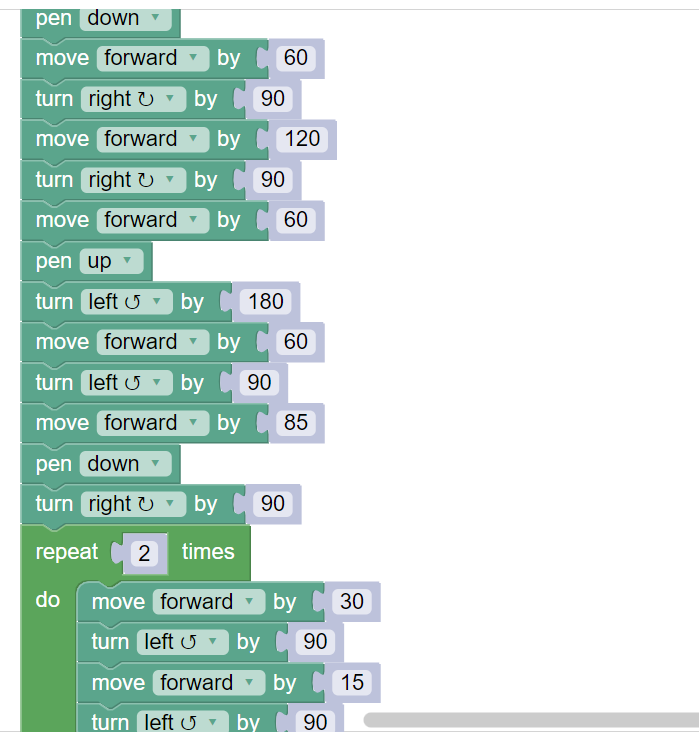 pen down
move forward by 60
turn right ↻ by 90
move forward by 120
turn right ↻ by 90
move forward by 60
pen up
turn left ↺ by 180
move forward by 60
turn left ↺ by 90
move forward by 85
pen down
turn right ↻ by 90
repeat 2 times
do move forward by 30
turn left ↺ by 90
move forward by 15
turn left ↺ by 90